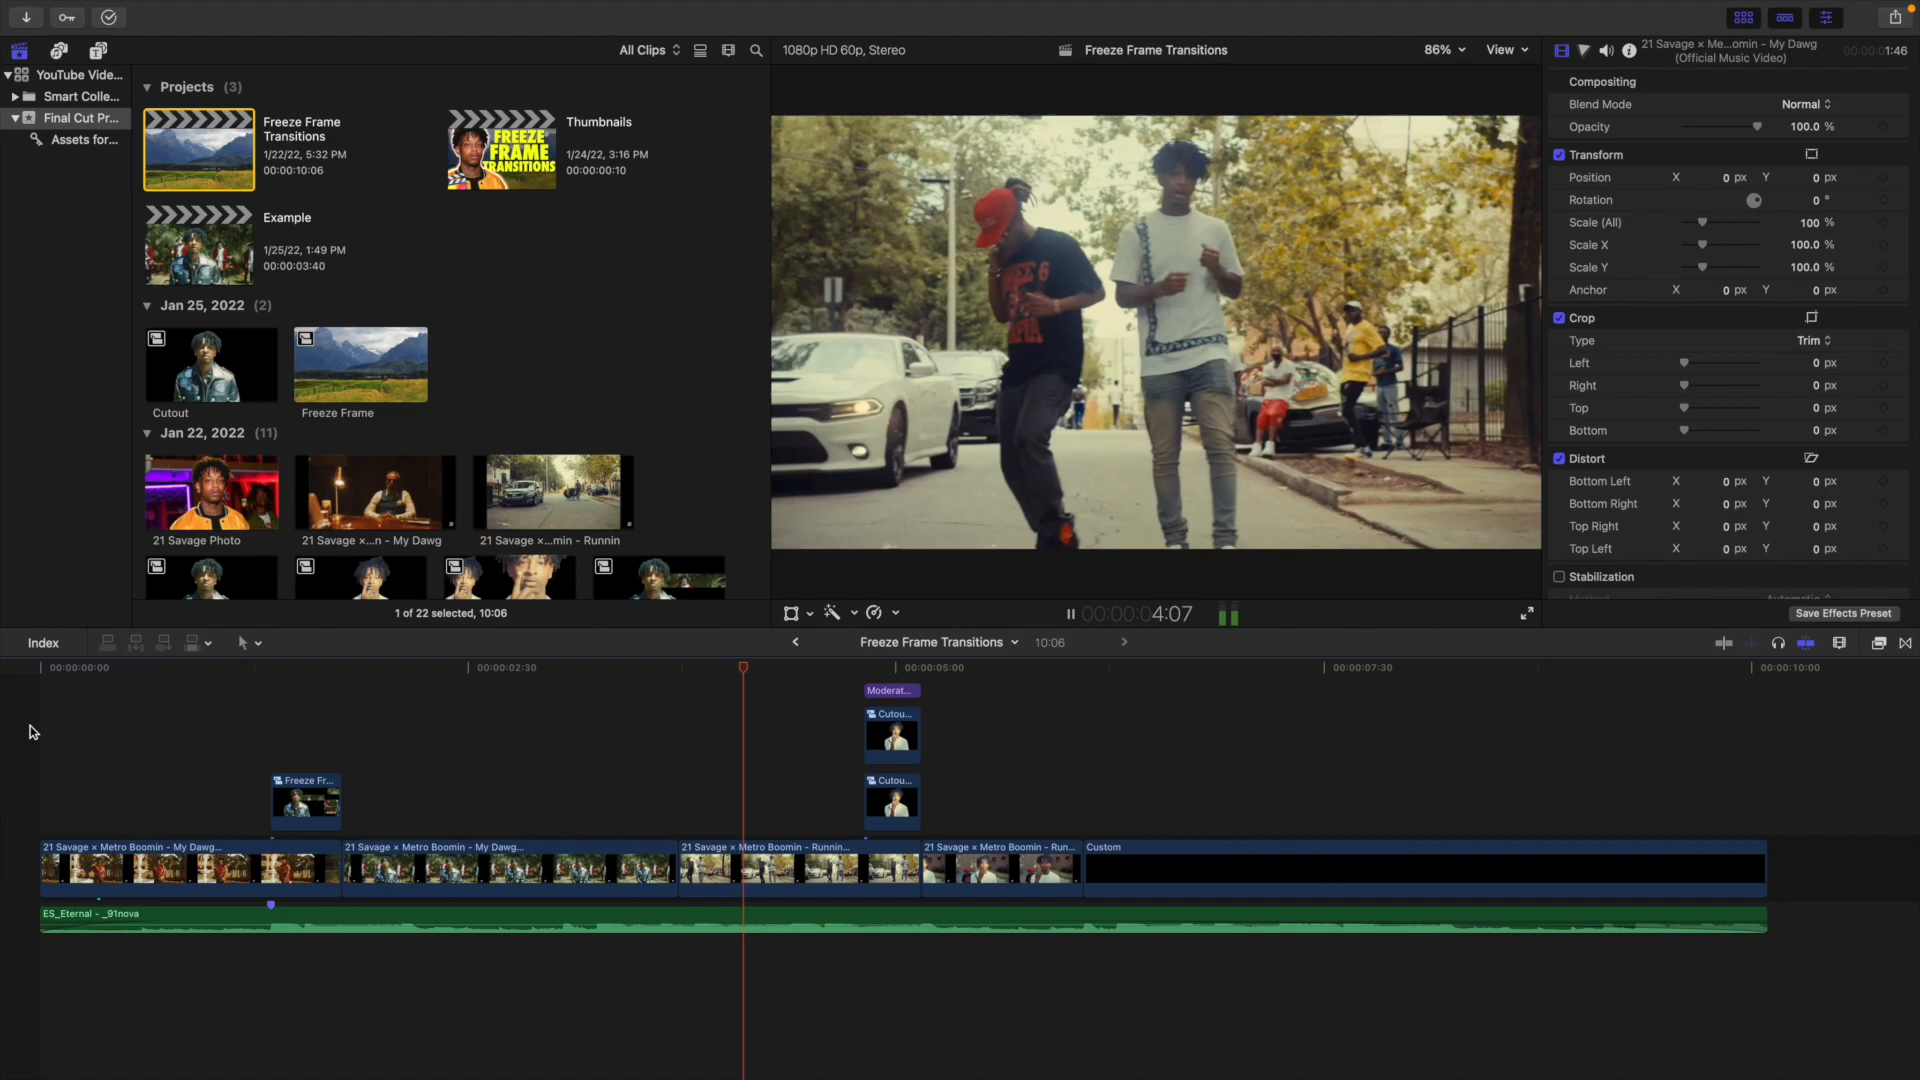 All Clips
1080p HD 60p, Stereo
Freeze Frame Transitions
86%
View
21 Savage × Me...omin - My Dawg
(Official Music Video)
00:00:01:46
YouTube Vide...
Smart Colle...
Final Cut Pr...
Assets for...
Projects (3)
Freeze Frame
Transitions
1/22/22, 5:32 PM
00:00:10:06
FREEZE
FRAME
TRANSITIONS
Thumbnails
1/24/22, 3:16 PM
00:00:00:10
Example
1/25/22, 1:49 PM
00:00:03:40
Jan 25, 2022 (2)
Cutout
Freeze Frame
Jan 22, 2022 (11)
21 Savage Photo
21 Savage ×...n - My Dawg
21 Savage ×...min - Runnin
1 of 22 selected, 10:06
Compositing
Blend Mode Normal
Opacity 100.0 %
Transform
Position X 0 px Y 0 px
Rotation 0 °
Scale (All) 100 %
Scale X 100.0 %
Scale Y 100.0 %
Anchor X 0 px Y 0 px
Crop
Type Trim
Left 0 px
Right 0 px
Top 0 px
Bottom 0 px
Distort
Bottom Left X 0 px Y 0 px
Bottom Right X 0 px Y 0 px
Top Right X 0 px Y 0 px
Top Left X 0 px Y 0 px
Stabilization
Method Automatic
Save Effects Preset
00:00:04:07
Index
Freeze Frame Transitions
10:06
00:00:00:00
00:00:02:30
00:00:05:00
00:00:07:30
00:00:10:00
Moderat...
Cutou...
Freeze Fr...
Cutou...
21 Savage × Metro Boomin - My Dawg...
21 Savage × Metro Boomin - My Dawg...
21 Savage × Metro Boomin - Runnin...
21 Savage × Metro Boomin - Run...
Custom
ES_Eternal - _91nova